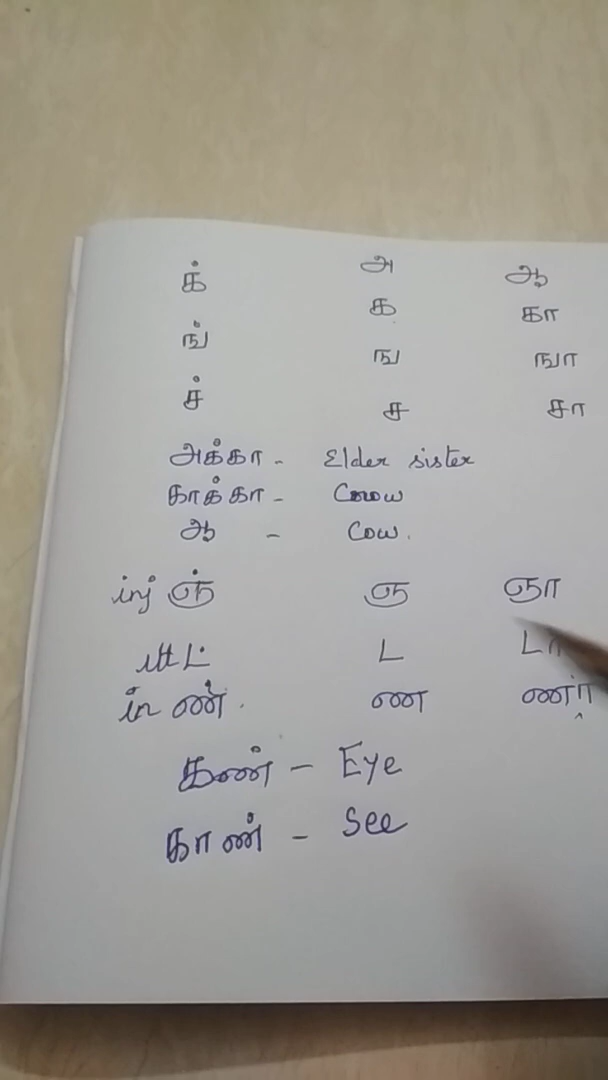 அ ஆ
க் க கா
ங் ங ஙா
ச் ச சா
அக்கா - Elder sister
காக்கா - Crow
ஆ - Cow.
inj ஞ் ஞ ஞா
itt ட் ட டா
in ண் ண ணா
கண் - Eye
காண் - See